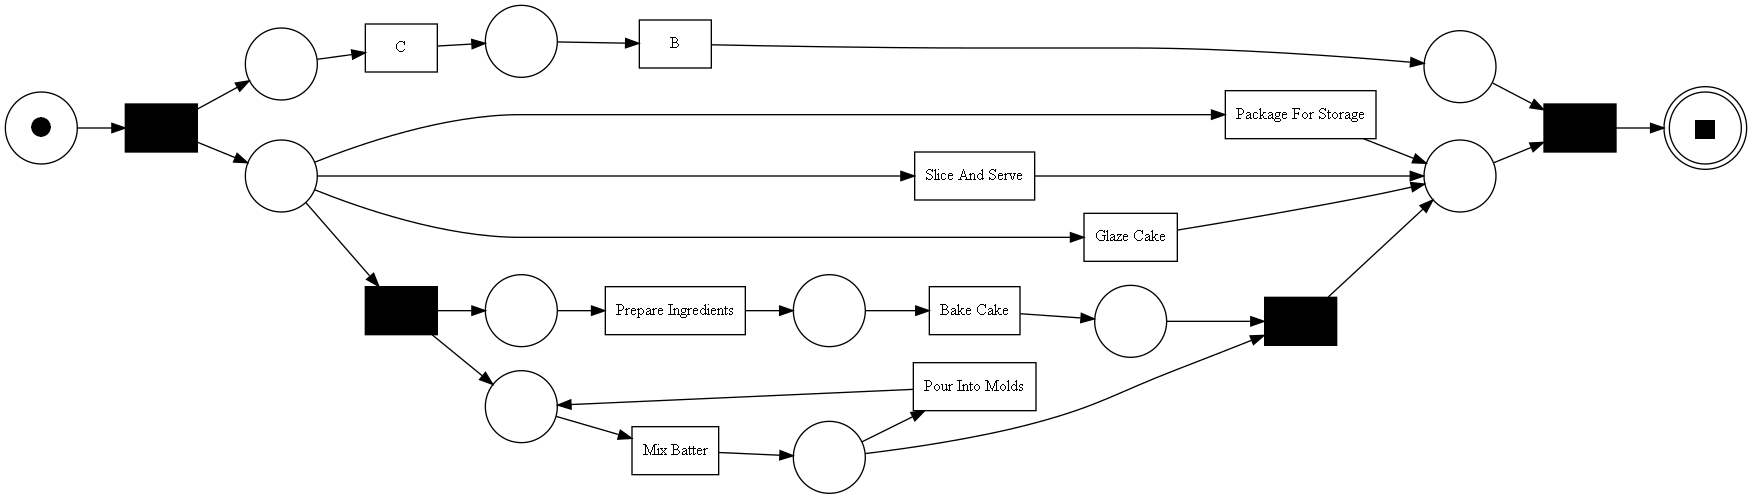 C
B
Package For Storage
Slice And Serve
Glaze Cake
Prepare Ingredients
Bake Cake
Pour Into Molds
Mix Batter